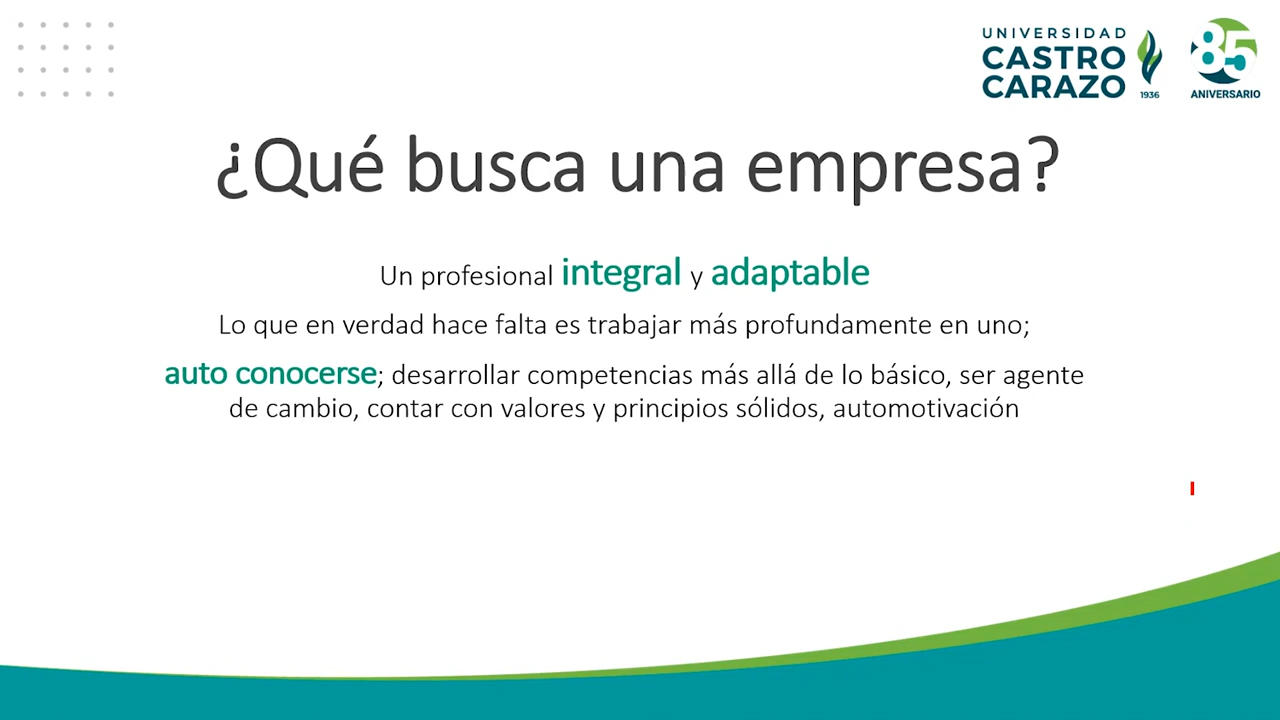 UNIVERSIDAD
CASTRO
CARAZO
1936
85
ANIVERSARIO
¿Qué busca una empresa?
Un profesional integral y adaptable
Lo que en verdad hace falta es trabajar más profundamente en uno;
auto conocerse; desarrollar competencias más allá de lo básico, ser agente
de cambio, contar con valores y principios sólidos, automotivación